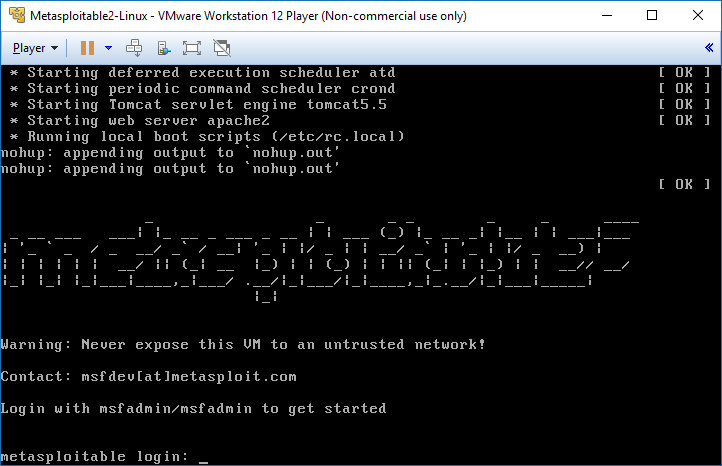 Metasploitable2-Linux - VMware Workstation 12 Player (Non-commercial use only)
Player
* Starting deferred execution scheduler atd [ OK ]
* Starting periodic command scheduler crond [ OK ]
* Starting Tomcat servlet engine tomcat5.5 [ OK ]
* Starting web server apache2 [ OK ]
* Running local boot scripts (/etc/rc.local)
nohup: appending output to `nohup.out'
nohup: appending output to `nohup.out'
[ OK ]
metasploitable2
Warning: Never expose this VM to an untrusted network!
Contact: msfdev[at]metasploit.com
Login with msfadmin/msfadmin to get started
metasploitable login: _